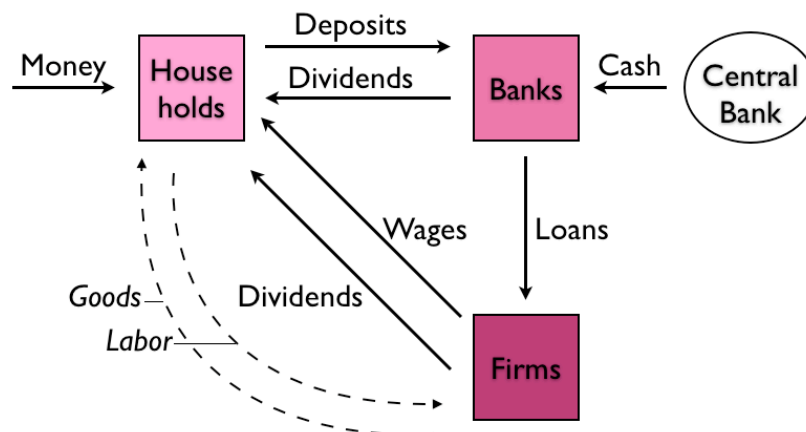 Deposits
Money
House
holds
Dividends
Banks
Cash
Central
Bank
Wages
Loans
Goods
Dividends
Labor
Firms